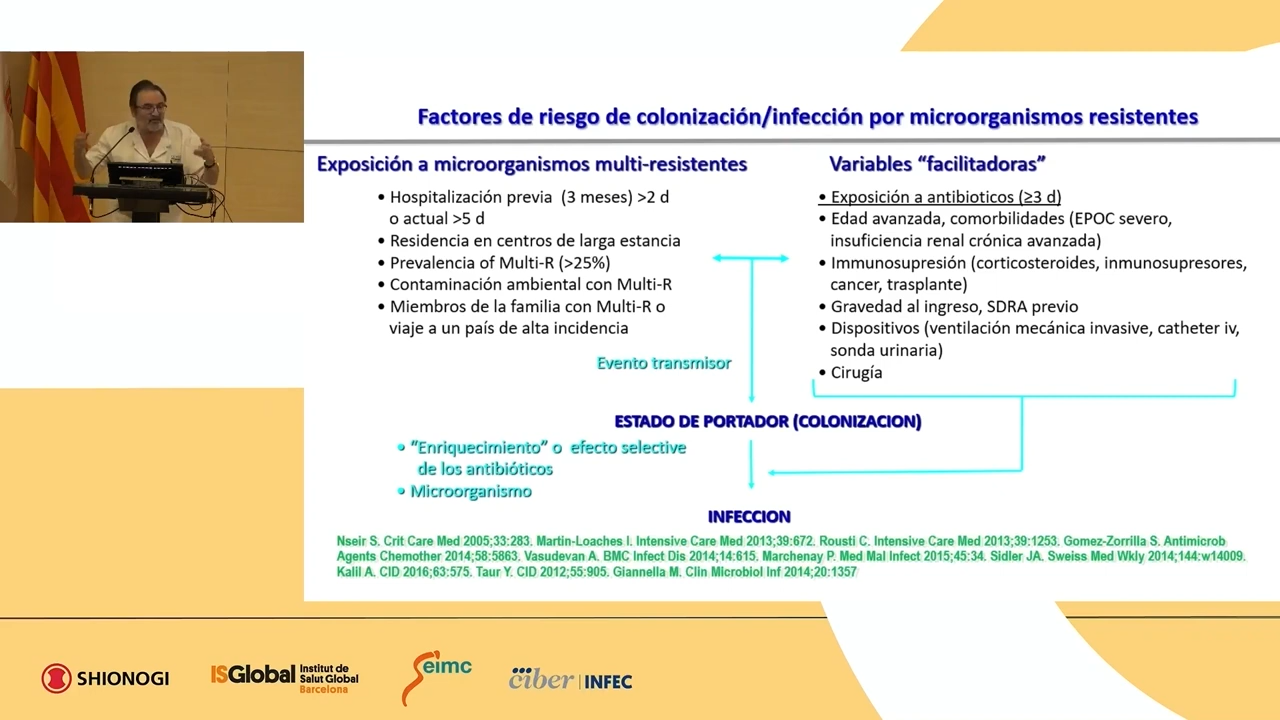 Factores de riesgo de colonización/infección por microorganismos resistentes
Exposición a microorganismos multi-resistentes
• Hospitalización previa (3 meses) >2 d
o actual >5 d
• Residencia en centros de larga estancia
• Prevalencia of Multi-R (>25%)
• Contaminación ambiental con Multi-R
• Miembros de la familia con Multi-R o
viaje a un país de alta incidencia
Variables “facilitadoras”
• Exposición a antibioticos (≥3 d)
• Edad avanzada, comorbilidades (EPOC severo,
insuficiencia renal crónica avanzada)
• Immunosupresión (corticosteroides, inmunosupresores,
cancer, trasplante)
• Gravedad al ingreso, SDRA previo
• Dispositivos (ventilación mecánica invasive, catheter iv,
sonda urinaria)
• Cirugía
Evento transmisor
ESTADO DE PORTADOR (COLONIZACION)
• “Enriquecimiento” o efecto selective
de los antibióticos
• Microorganismo
INFECCION
Nseir S. Crit Care Med 2005;33:283. Martin-Loaches I. Intensive Care Med 2013;39:672. Rousti C. Intensive Care Med 2013;39:1253. Gomez-Zorrilla S. Antimicrob
Agents Chemother 2014;58:5863. Vasudevan A. BMC Infect Dis 2014;14:615. Marchenay P. Med Mal Infect 2015;45:34. Sidler JA. Sweiss Med Wkly 2014;144:w14009.
Kalil A. CID 2016;63:575. Taur Y. CID 2012;55:905. Giannella M. Clin Microbiol Inf 2014;20:1357
SHIONOGI
ISGlobal Institut de
Salut Global
Barcelona
Seimc
ciber | INFEC